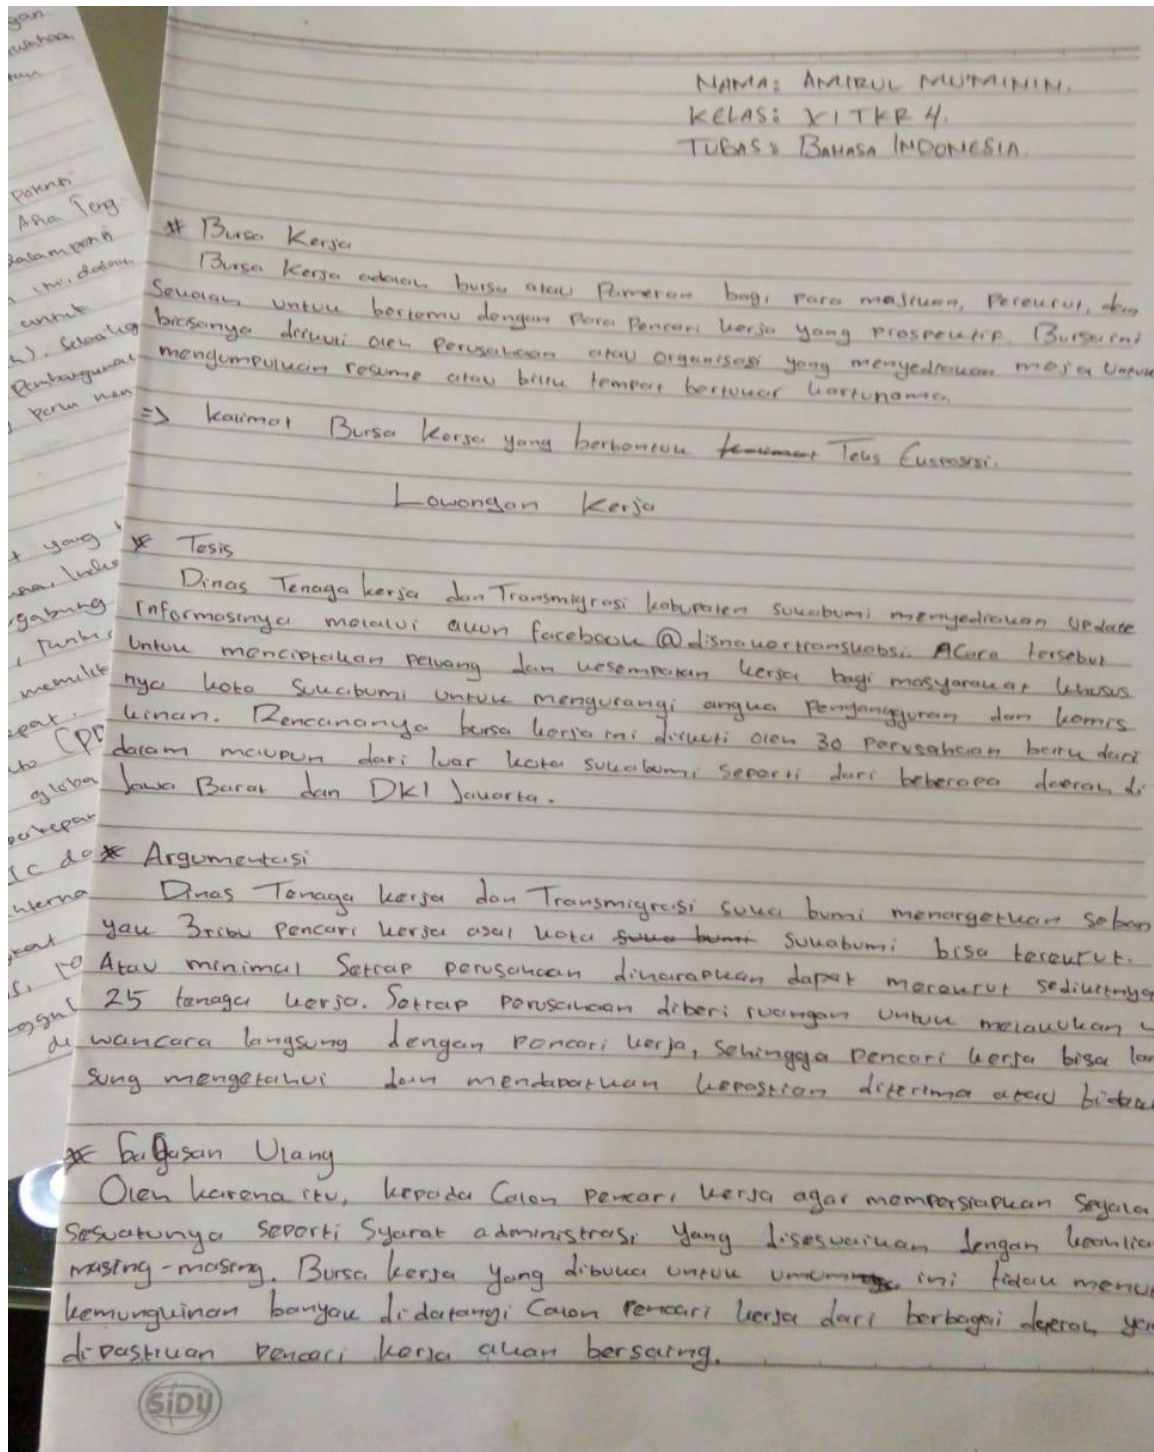 NAMA: AMIRUL MU'MININ.
KELAS: XI TKR 4.
TUGAS: BAHASA INDONESIA.
# Bursa Kerja
Bursa Kerja adalah bursa atau Pameran bagi para majikan, Perekrut, dan
Sekolah untuk bertemu dengan Para Pencari kerja yang prospektip. Bursa ini
biasanya diikuti oleh Perusahaan atau organisasi yang menyediakan meja untuk
mengumpulkan resume atau bilik tempat bertukar kartunama.
=> kalimat Bursa Kerja yang berbentuk Teks Eksposisi.
Lowongan Kerja
* Tesis
Dinas Tenaga kerja dan Transmigrasi kabupaten sukabumi menyediakan update
Informasinya melalui akun facebook @disnakertranskabsi. Acara tersebut
untuk menciptakan peluang dan kesempatan kerja bagi masyarakat khusus
nya kota Sukabumi untuk mengurangi angka Pengangguran dan kemis
kinan. Rencananya bursa kerja ini diikuti oleh 30 perusahaan baik dari
dalam maupun dari luar kota sukabumi seperti dari beberapa daerah di
Jawa Barat dan DKI Jakarta.
* Argumentasi
Dinas Tenaga kerja dan Transmigrasi suka bumi menargetkan seban
yak 3ribu pencari kerja asal kota suka bumi sukabumi bisa terekrut.
Atau minimal Setiap perusahaan diharapkan dapat merekrut sedikitnya
25 tenaga kerja. Setiap perusahaan diberi ruangan untuk melakukan
wancara langsung dengan pencari kerja, sehingga pencari kerja bisa lan
sung mengetahui dan mendapatkan kepastian diterima atau
* Gagasan Ulang
Oleh karena itu, kepada Calon pencari kerja agar mempersiapkan segala
sesuatunya seperti Syarat administrasi yang disesuaikan dengan keahlia
masing-masing. Bursa kerja yang dibuka untuk umum ini tidak menut
kemungkinan banyak didatangi Calon Pencari kerja dari berbagai daerah yan
dipastikan pencari kerja akan bersaing.
SiDU